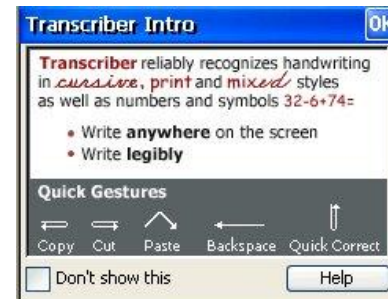 Transcriber Intro OK
Transcriber reliably recognizes handwriting
in cursive, print and mixed styles
as well as numbers and symbols 32-6+74=
• Write anywhere on the screen
• Write legibly
Quick Gestures
Copy Cut Paste Backspace Quick Correct
Don't show this Help